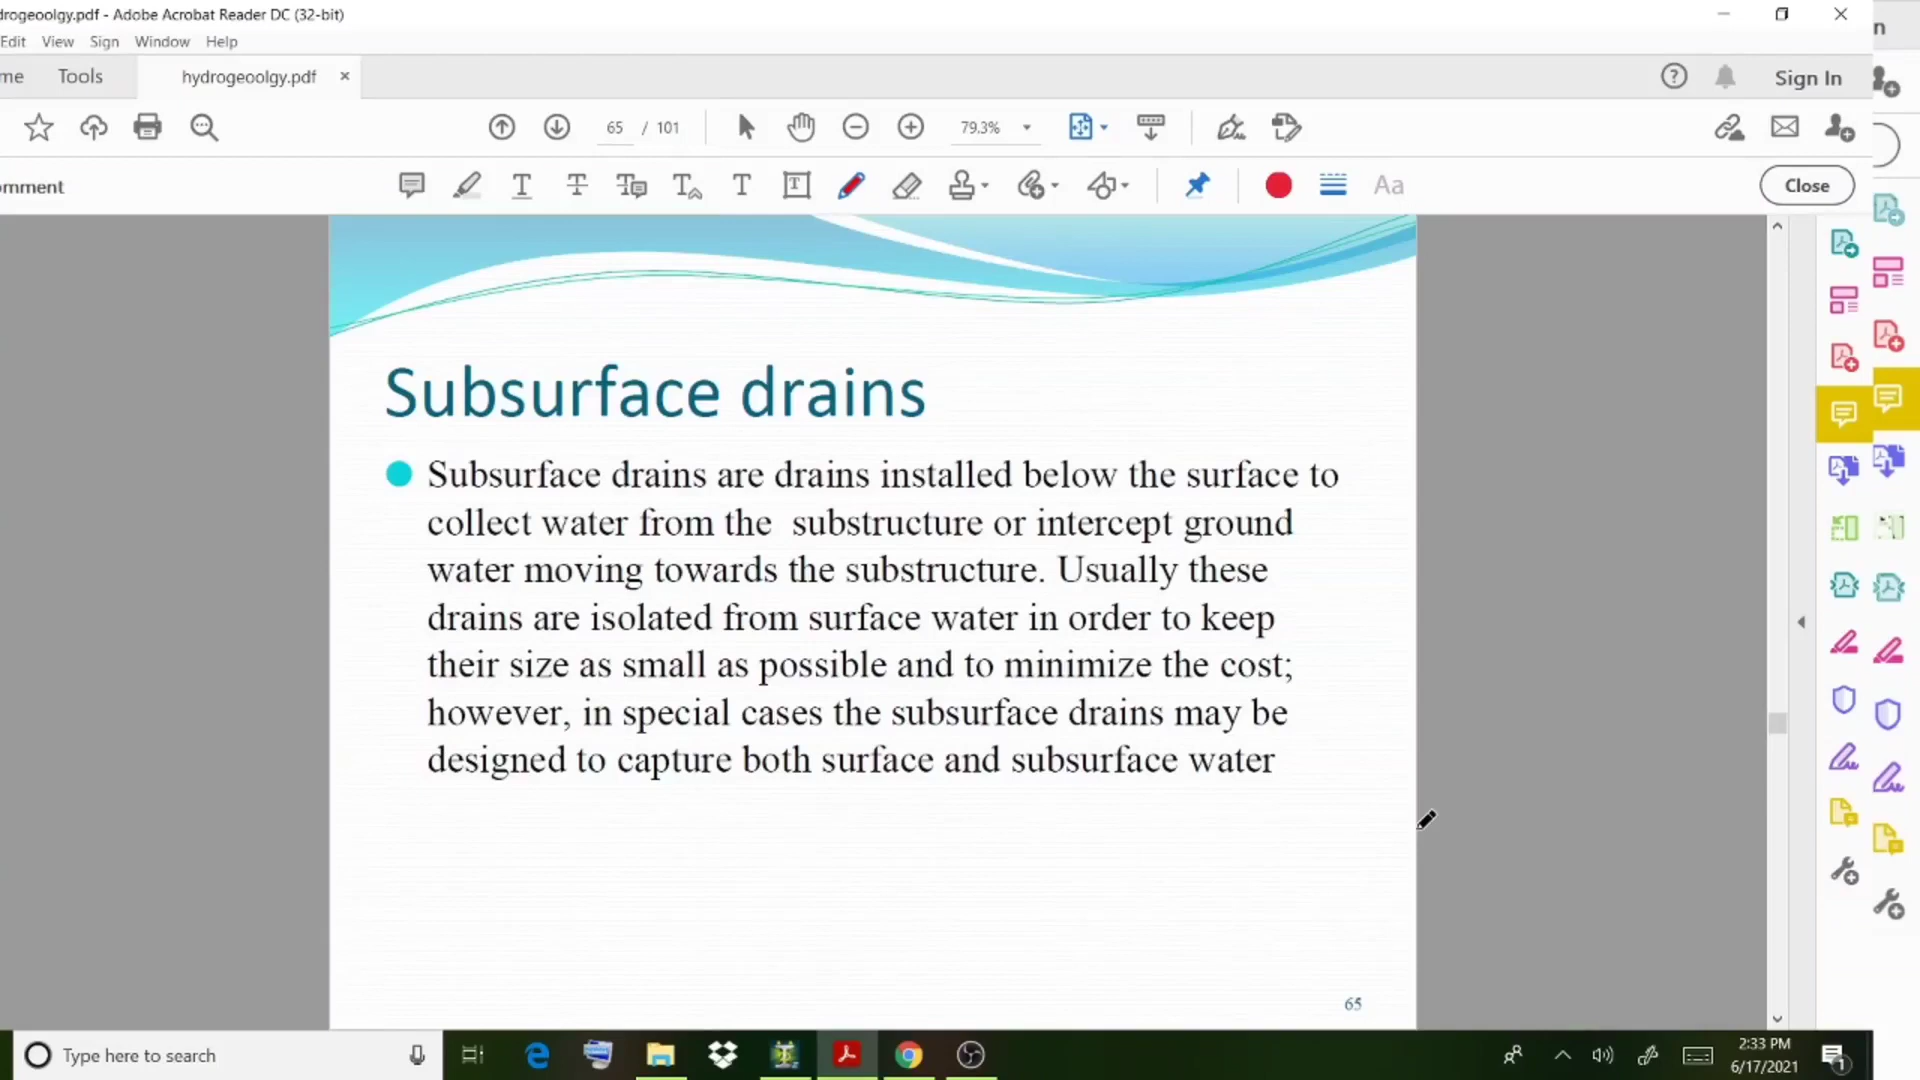 drogeoolgy.pdf - Adobe Acrobat Reader DC (32-bit)
Edit View Sign Window Help
me Tools hydrogeoolgy.pdf × Sign In n
65 / 101 79.3%
omment Aa Close
Subsurface drains
Subsurface drains are drains installed below the surface to
collect water from the substructure or intercept ground
water moving towards the substructure. Usually these
drains are isolated from surface water in order to keep
their size as small as possible and to minimize the cost;
however, in special cases the subsurface drains may be
designed to capture both surface and subsurface water
65
Type here to search
2:33 PM
6/17/2021
1